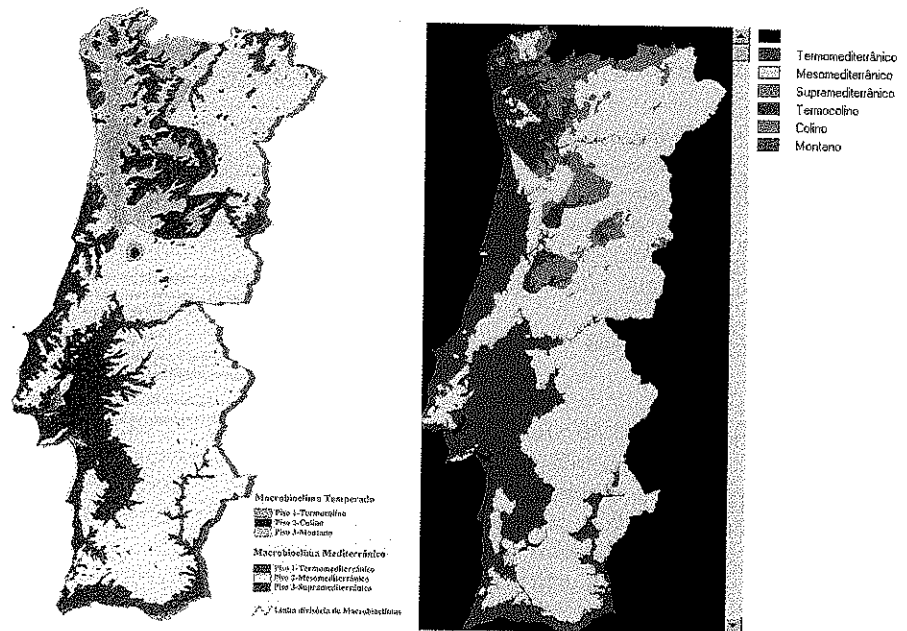 Termomediterrânico
Mesomediterrânico
Supramediterrânico
Termocolino
Colino
Montano
Macrobioclima Temperado
Piso 1-Termocolino
Piso 2-Colino
Piso 3-Montano
Macrobioclima Mediterrânico
Piso 1-Termomediterrânico
Piso 2-Mesomediterrânico
Piso 3-Supramediterrânico
Linha divisória de Macrobioclimas